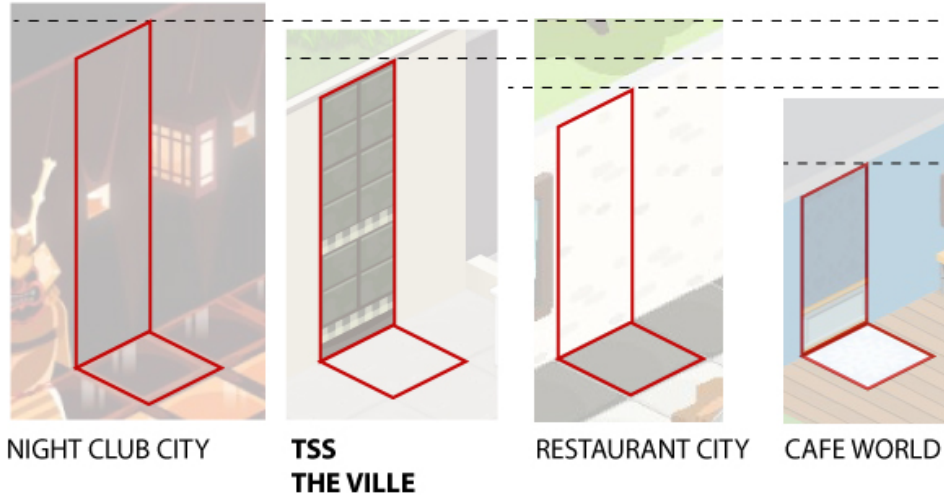 NIGHT CLUB CITY
TSS
THE VILLE
RESTAURANT CITY
CAFE WORLD